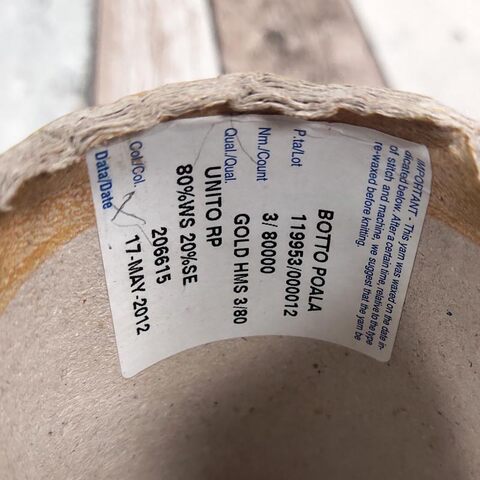 IMPORTANT - This yarn was waxed on the date in-
dicated below. After a certain time, relative to the type
of stitch and machine, we suggest that the yarn be
re-waxed before knitting.
BOTTO POALA
P.ta/Lot 119953/000012
Nm./Count 3/ 80000
Qual./Qual. GOLD HMS 3/80
UNITO RP
80%WS 20%SE
Col./Col. 206615
Data/Date 17-MAY-2012